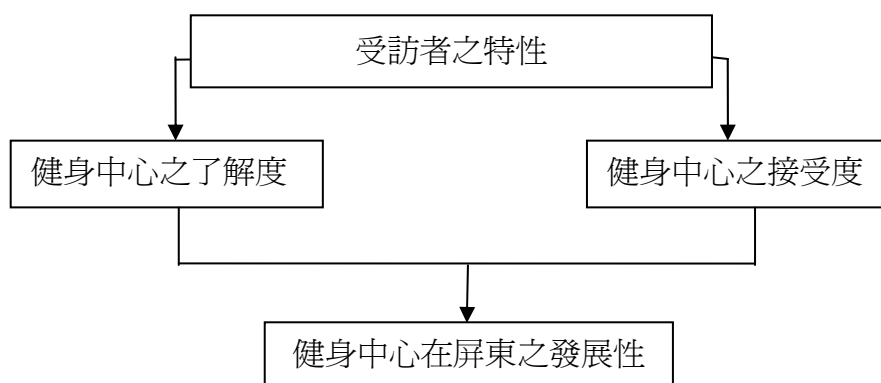 受訪者之特性
健身中心之了解度
健身中心之接受度
健身中心在屏東之發展性